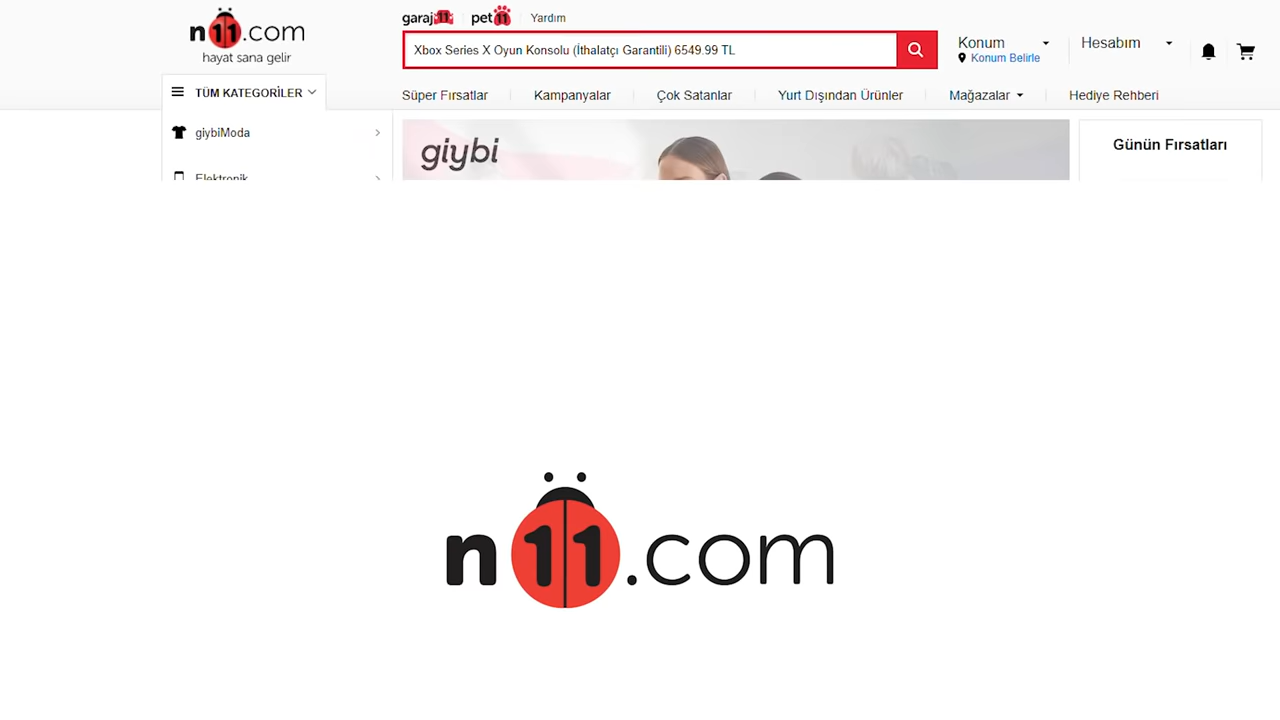 n11.com
hayat sana gelir
garaj11 pet11 Yardım
Xbox Series X Oyun Konsolu (İthalatçı Garantili) 6549.99 TL
Konum
Konum Belirle
Hesabım
TÜM KATEGORİLER
Süper Fırsatlar Kampanyalar Çok Satanlar Yurt Dışından Ürünler Mağazalar Hediye Rehberi
giybiModa
Elektronik
giybi
Günün Fırsatları
n11.com